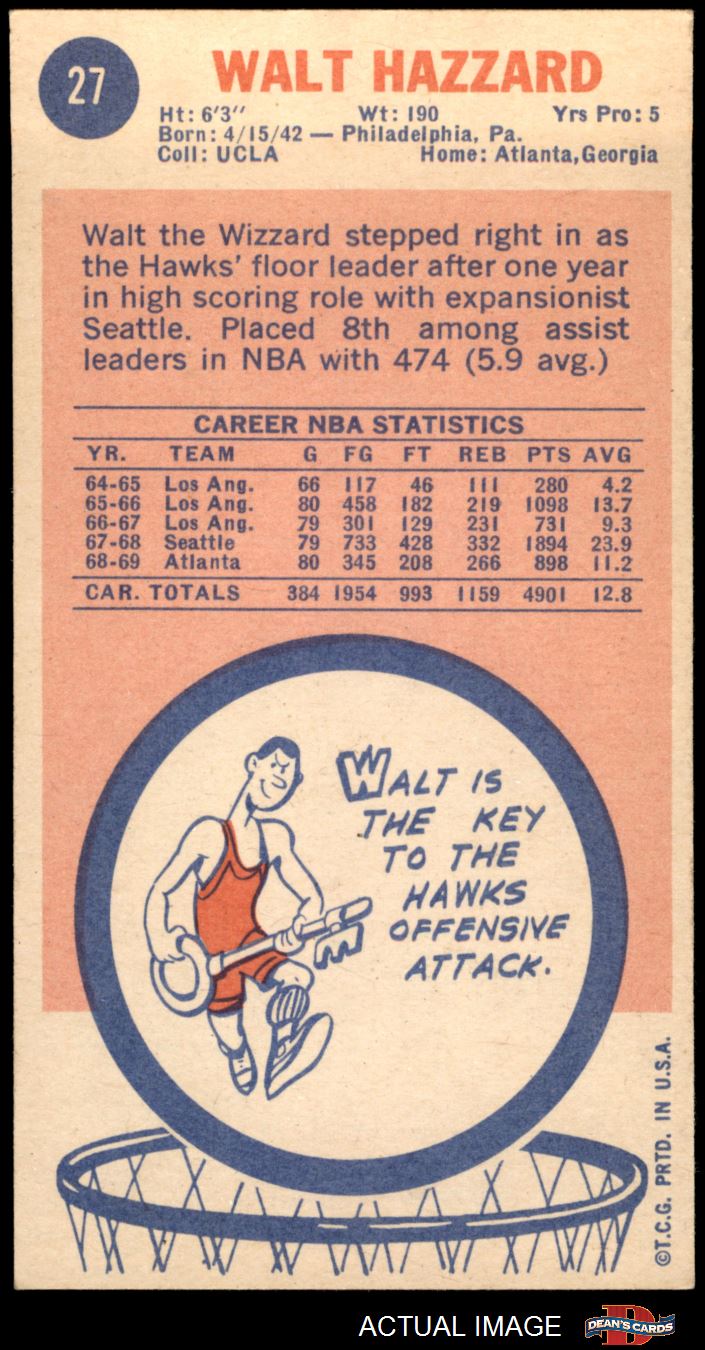 27
WALT HAZZARD
Ht: 6'3" Wt: 190 Yrs Pro: 5
Born: 4/15/42 — Philadelphia, Pa.
Coll: UCLA Home: Atlanta, Georgia
Walt the Wizzard stepped right in as
the Hawks' floor leader after one year
in high scoring role with expansionist
Seattle. Placed 8th among assist
leaders in NBA with 474 (5.9 avg.)
CAREER NBA STATISTICS
YR. TEAM G FG FT REB PTS AVG
64-65 Los Ang. 66 117 46 111 280 4.2
65-66 Los Ang. 80 458 182 219 1098 13.7
66-67 Los Ang. 79 301 129 231 731 9.3
67-68 Seattle 79 733 428 332 1894 23.9
68-69 Atlanta 80 345 208 266 898 11.2
CAR. TOTALS 384 1954 993 1159 4901 12.8
WALT IS
THE KEY
TO THE
HAWKS
OFFENSIVE
ATTACK.
©T.C.G. PRTD. IN U.S.A.
ACTUAL IMAGE
D
DEAN'S CARDS